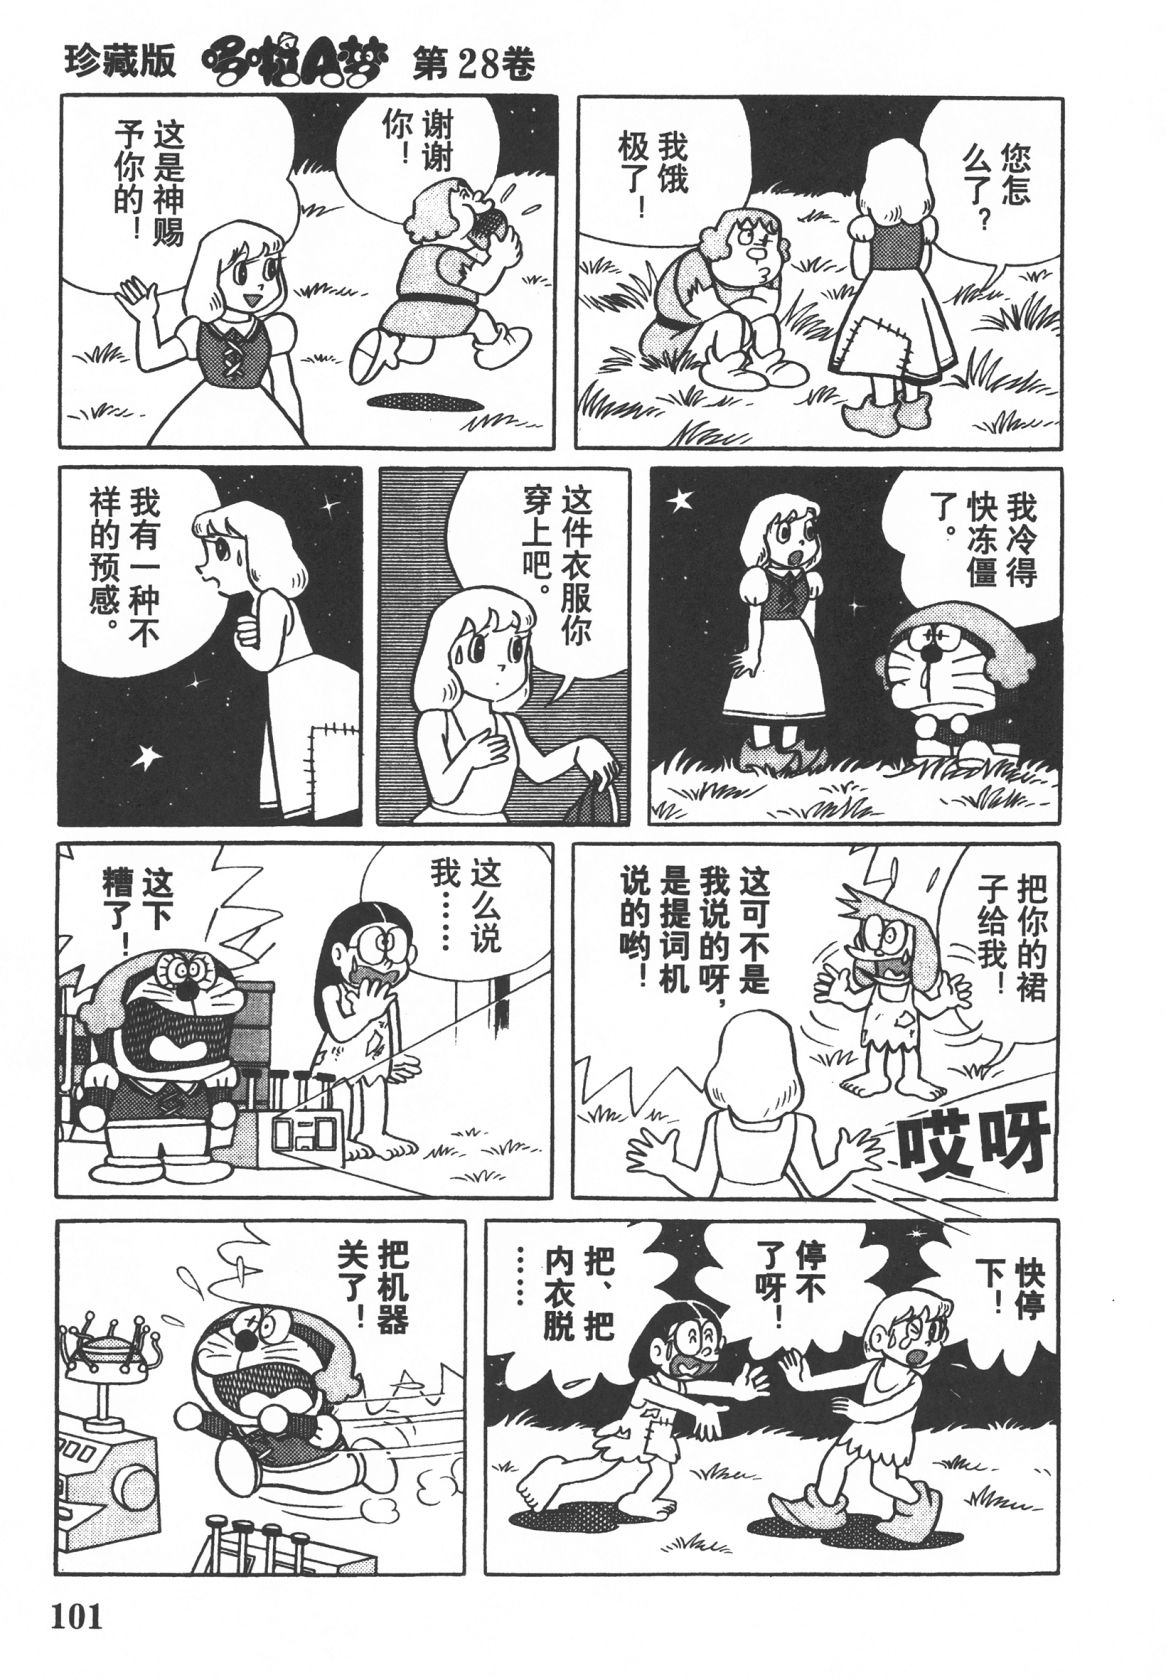 珍藏版 哆啦A梦 第28卷
您怎
么了?
我饿
极了!
谢谢
你!
这是神赐
予你的!
我冷得
快冻僵
了。
这件衣服你
穿上吧。
我有一种不
祥的预感。
把你的裙
子给我!
这可不是
我说的呀,
是提词机
说的哟!
哎呀
这么说
我……
这下
糟了!
快停
下!
停不
了呀!
把、把
内衣脱
……
把机器
关了!
101